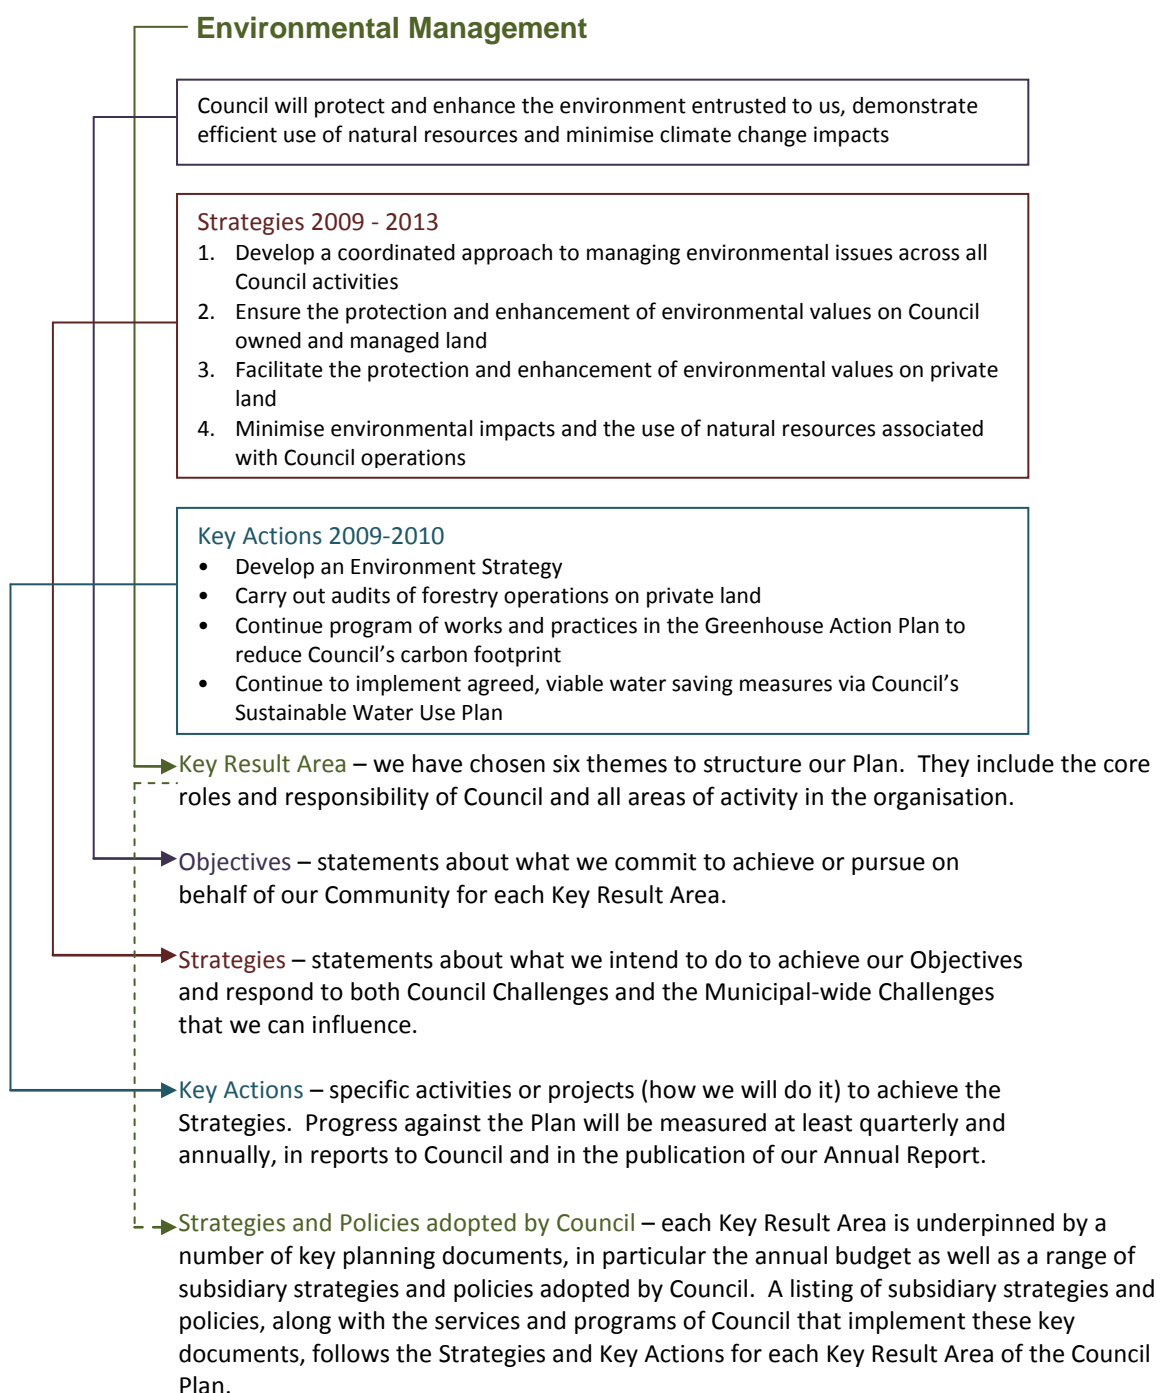 Environmental Management
Council will protect and enhance the environment entrusted to us, demonstrate
efficient use of natural resources and minimise climate change impacts
Strategies 2009 - 2013
1. Develop a coordinated approach to managing environmental issues across all
Council activities
2. Ensure the protection and enhancement of environmental values on Council
owned and managed land
3. Facilitate the protection and enhancement of environmental values on private
land
4. Minimise environmental impacts and the use of natural resources associated
with Council operations
Key Actions 2009-2010
• Develop an Environment Strategy
• Carry out audits of forestry operations on private land
• Continue program of works and practices in the Greenhouse Action Plan to
reduce Council’s carbon footprint
• Continue to implement agreed, viable water saving measures via Council’s
Sustainable Water Use Plan
Key Result Area – we have chosen six themes to structure our Plan.  They include the core
roles and responsibility of Council and all areas of activity in the organisation.
Objectives – statements about what we commit to achieve or pursue on
behalf of our Community for each Key Result Area.
Strategies – statements about what we intend to do to achieve our Objectives
and respond to both Council Challenges and the Municipal-wide Challenges
that we can influence.
Key Actions – specific activities or projects (how we will do it) to achieve the
Strategies.  Progress against the Plan will be measured at least quarterly and
annually, in reports to Council and in the publication of our Annual Report.
Strategies and Policies adopted by Council – each Key Result Area is underpinned by a
number of key planning documents, in particular the annual budget as well as a range of
subsidiary strategies and policies adopted by Council.  A listing of subsidiary strategies and
policies, along with the services and programs of Council that implement these key
documents, follows the Strategies and Key Actions for each Key Result Area of the Council
Plan.